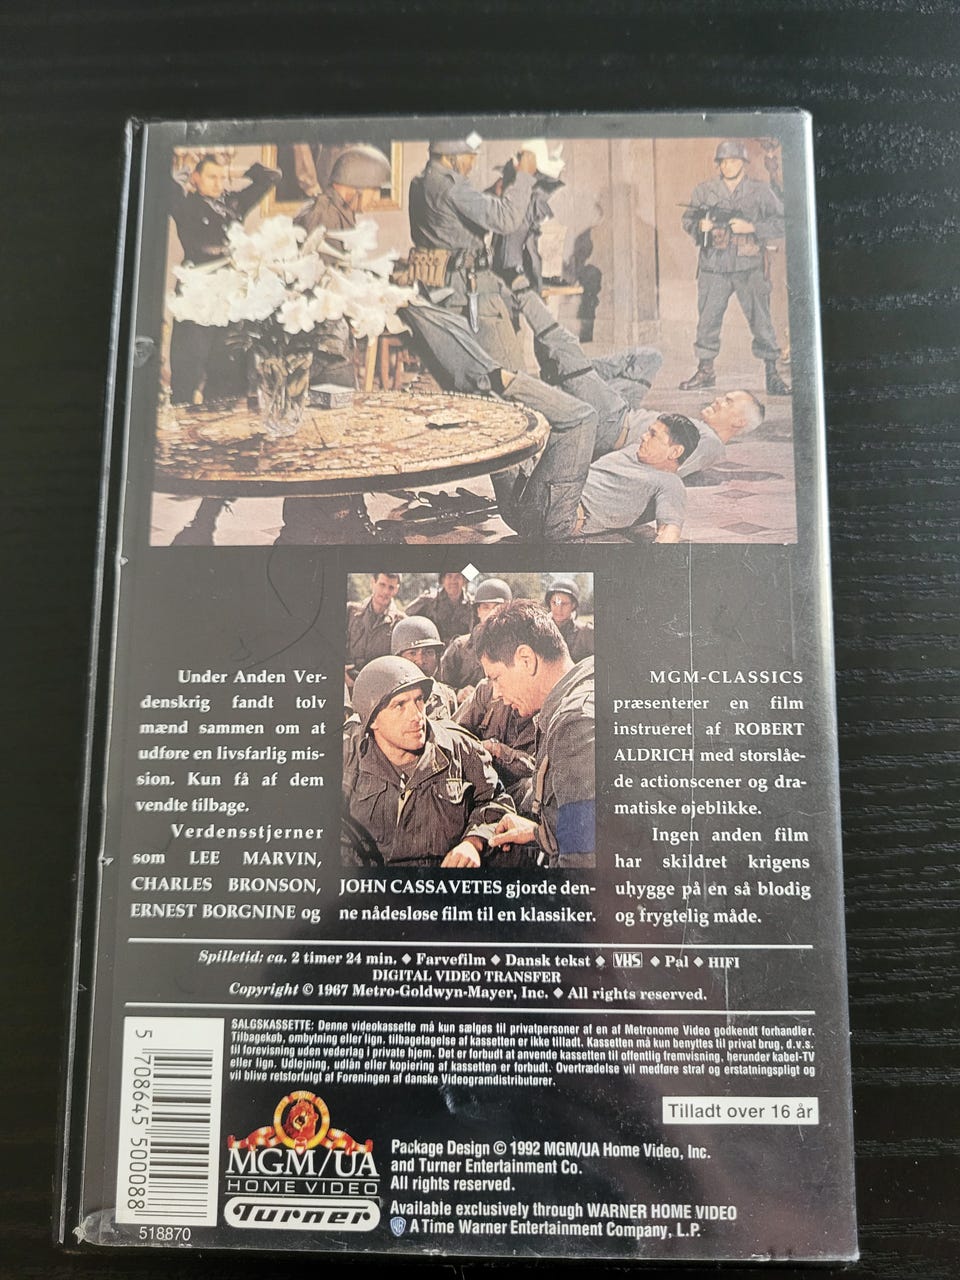 Under Anden Ver-
denskrig fandt tolv
mænd sammen om at
udføre en livsfarlig mis-
sion. Kun få af dem
vendte tilbage.
Verdensstjerner
som LEE MARVIN,
CHARLES BRONSON,
ERNEST BORGNINE og
JOHN CASSAVETES gjorde den-
ne nådesløse film til en klassiker.
MGM-CLASSICS
præsenterer en film
instrueret af ROBERT
ALDRICH med storslåe-
de actionscener og dra-
matiske øjeblikke.
Ingen anden film
har skildret krigens
uhygge på en så blodig
og frygtelig måde.
Spilletid: ca. 2 timer 24 min. ◆ Farvefilm ◆ Dansk tekst ◆ VHS ◆ Pal ◆ HIFI
DIGITAL VIDEO TRANSFER
Copyright © 1967 Metro-Goldwyn-Mayer, Inc. ◆ All rights reserved.
SALGSKASSETTE: Denne videokassette må kun sælges til privatpersoner af en af Metronome Video godkendt forhandler.
Tilbagekøb, ombytning eller lign. tilbagetagelse af kassetten er ikke tilladt. Kassetten må kun benyttes til privat brug, d.v.s.
til forevisning uden vederlag i private hjem. Det er forbudt at anvende kassetten til offentlig fremvisning, herunder kabel-TV
eller lign. Udlejning, udlån eller kopiering af kassetten er forbudt. Overtrædelse vil medføre straf og erstatningspligt og
vil blive retsforfulgt af Foreningen af danske Videogramdistributører.
Tilladt over 16 år
5 708645 500088
518870
MGM/UA
HOME VIDEO
Turner
Package Design © 1992 MGM/UA Home Video, Inc.
and Turner Entertainment Co.
All rights reserved.
Available exclusively through WARNER HOME VIDEO
WB A Time Warner Entertainment Company, L.P.